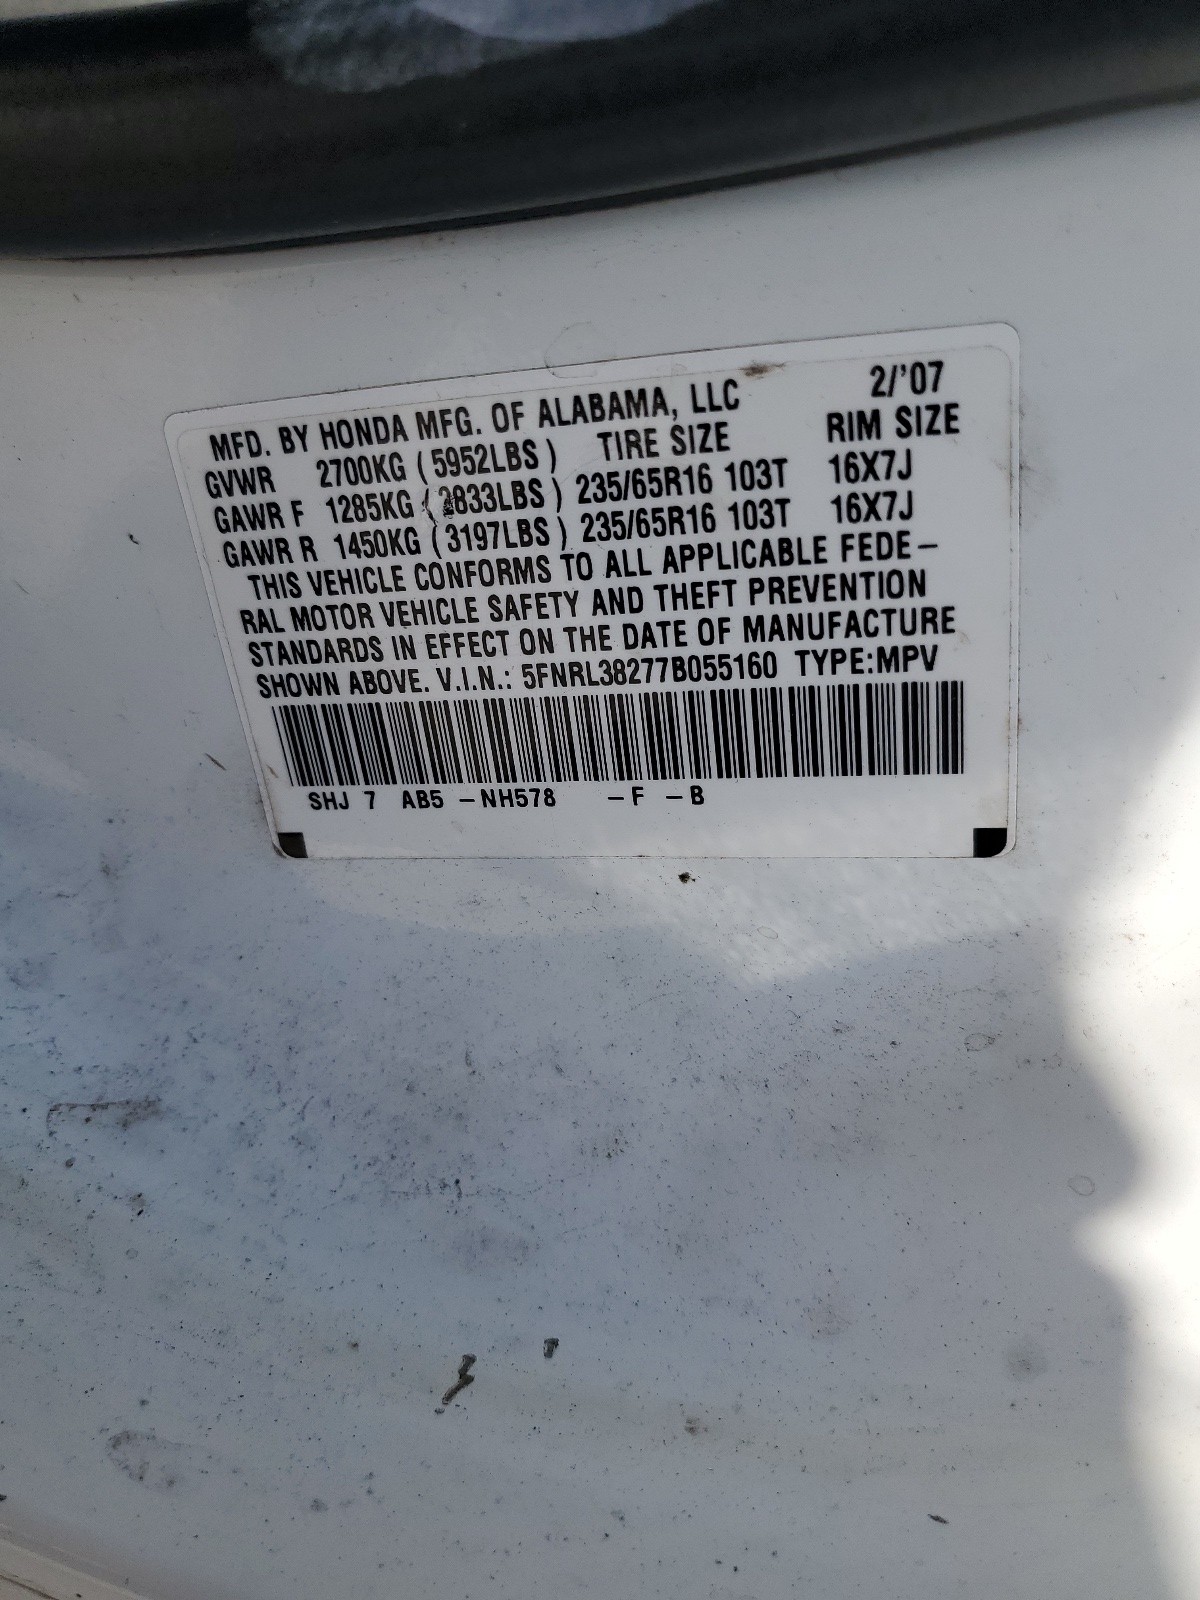 MFD. BY HONDA MFG. OF ALABAMA, LLC 2/'07
GVWR 2700KG (5952LBS) TIRE SIZE RIM SIZE
GAWR F 1285KG (2833LBS) 235/65R16 103T 16X7J
GAWR R 1450KG (3197LBS) 235/65R16 103T 16X7J
THIS VEHICLE CONFORMS TO ALL APPLICABLE FEDE-
RAL MOTOR VEHICLE SAFETY AND THEFT PREVENTION
STANDARDS IN EFFECT ON THE DATE OF MANUFACTURE
SHOWN ABOVE. V.I.N.: 5FNRL38277B055160 TYPE:MPV
SHJ 7 AB5 -NH578 -F -B